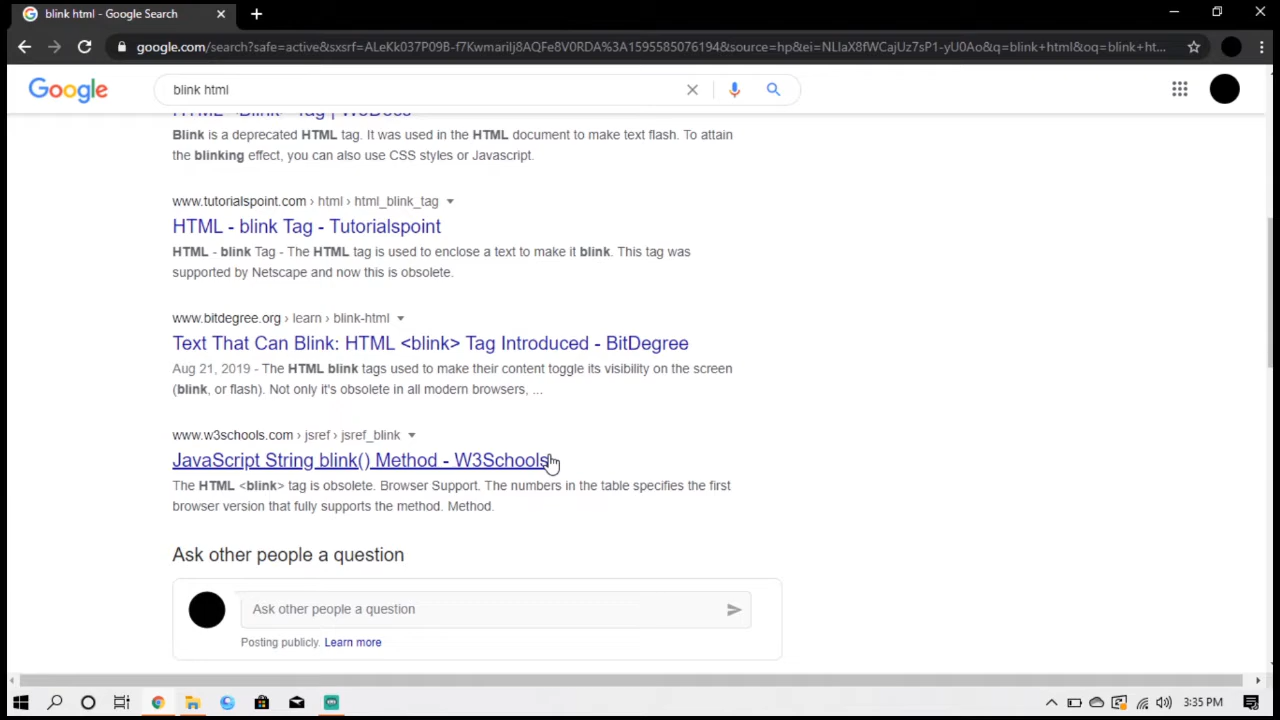 blink html - Google Search
google.com/search?safe=active&sxsrf=ALeKk037P09B-f7Kwmarilj8AQFe8V0RDA%3A1595585076194&source=hp&ei=NLIaX8fWCajUz7sP1-yU0Ao&q=blink+html&oq=blink+ht...
Google
blink html
HTML <Blink> Tag | W3Docs
Blink is a deprecated HTML tag. It was used in the HTML document to make text flash. To attain
the blinking effect, you can also use CSS styles or Javascript.
www.tutorialspoint.com › html › html_blink_tag
HTML - blink Tag - Tutorialspoint
HTML - blink Tag - The HTML tag is used to enclose a text to make it blink. This tag was
supported by Netscape and now this is obsolete.
www.bitdegree.org › learn › blink-html
Text That Can Blink: HTML <blink> Tag Introduced - BitDegree
Aug 21, 2019 - The HTML blink tags used to make their content toggle its visibility on the screen
(blink, or flash). Not only it's obsolete in all modern browsers, ...
www.w3schools.com › jsref › jsref_blink
JavaScript String blink() Method - W3Schools
The HTML <blink> tag is obsolete. Browser Support. The numbers in the table specifies the first
browser version that fully supports the method. Method.
Ask other people a question
Ask other people a question
Posting publicly. Learn more
3:35 PM